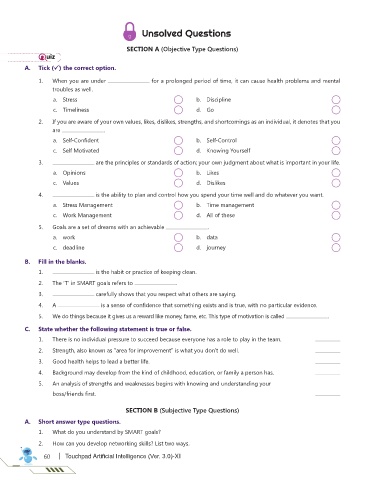 Unsolved Questions
SECTION A (Objective Type Questions)
Quiz
A. Tick (✓) the correct option.
1. When you are under .............................. for a prolonged period of time, it can cause health problems and mental
troubles as well.
a. Stress b. Discipline
c. Timeliness d. Go
2. If you are aware of your own values, likes, dislikes, strengths, and shortcomings as an individual, it denotes that you
are ..............................
a. Self-Confident b. Self-Control
c. Self Motivated d. Knowing Yourself
3. .............................. are the principles or standards of action; your own judgment about what is important in your life.
a. Opinions b. Likes
c. Values d. Dislikes
4. .............................. is the ability to plan and control how you spend your time well and do whatever you want.
a. Stress Management b. Time management
c. Work Management d. All of these
5. Goals are a set of dreams with an achievable ..............................
a. work b. data
c. deadline d. journey
B. Fill in the blanks.
1. .............................. is the habit or practice of keeping clean.
2. The 'T' in SMART goals refers to ..............................
3. .............................. carefully shows that you respect what others are saying.
4. A .............................. is a sense of confidence that something exists and is true, with no particular evidence.
5. We do things because it gives us a reward like money, fame, etc. This type of motivation is called ..............................
C. State whether the following statement is true or false.
1. There is no individual pressure to succeed because everyone has a role to play in the team. ..................
2. Strength, also known as "area for improvement" is what you don't do well. ..................
3. Good health helps to lead a better life. ..................
4. Background may develop from the kind of childhood, education, or family a person has. ..................
5. An analysis of strengths and weaknesses begins with knowing and understanding your
boss/friends first. ..................
SECTION B (Subjective Type Questions)
A. Short answer type questions.
1. What do you understand by SMART goals?
2. How can you develop networking skills? List two ways.
60 | Touchpad Artificial Intelligence (Ver. 3.0)-XI